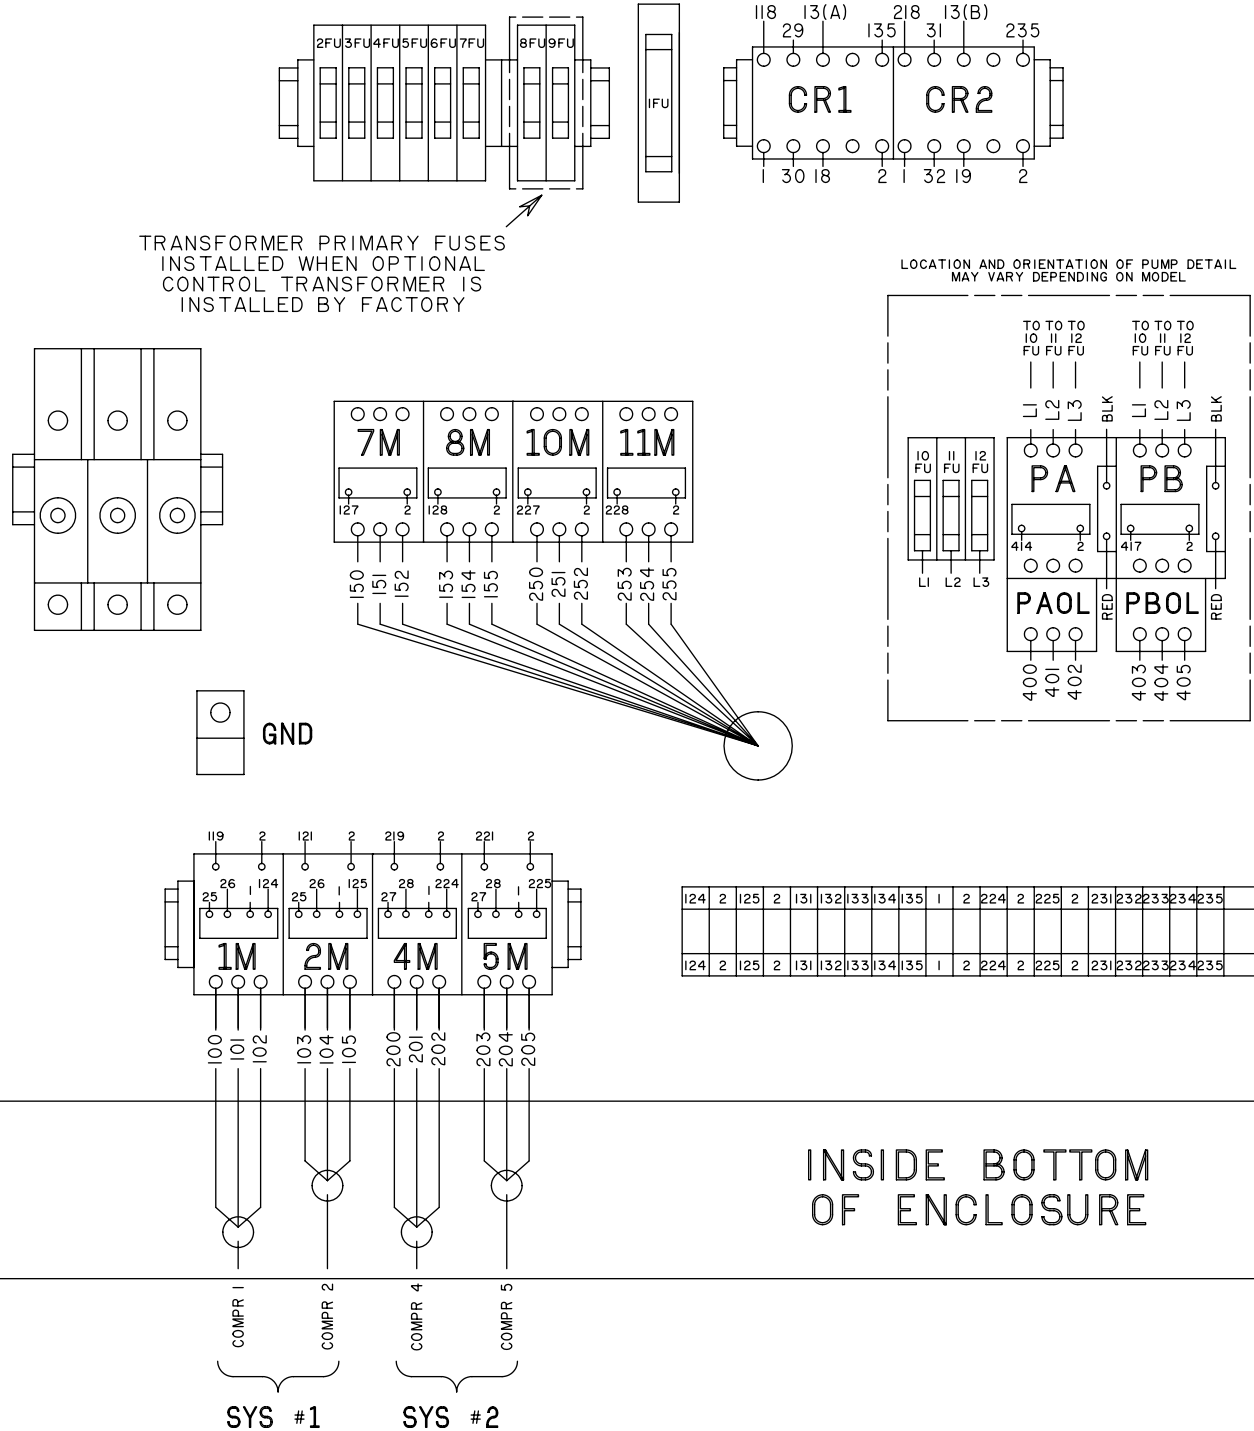 2FU 3FU 4FU 5FU 6FU 7FU 8FU 9FU
1FU
118 13(A) 218 13(B)
29 135 31 235
CR1 CR2
1 30 18 2 1 32 19 2
TRANSFORMER PRIMARY FUSES
INSTALLED WHEN OPTIONAL
CONTROL TRANSFORMER IS
INSTALLED BY FACTORY
LOCATION AND ORIENTATION OF PUMP DETAIL
MAY VARY DEPENDING ON MODEL
TO TO TO TO TO TO
10 11 12 10 11 12
FU FU FU FU FU FU
L1 L2 L3 BLK L1 L2 L3 BLK
10 11 12
FU FU FU
PA PB
414 2 417 2
L1 L2 L3
PAOL RED PBOL RED
400 401 402 403 404 405
7M 8M 10M 11M
127 2 128 2 227 2 228 2
150 151 152 153 154 155 250 251 252 253 254 255
GND
119 2 121 2 219 2 221 2
25 26 1 124 25 26 1 125 27 28 1 224 27 28 1 225
1M 2M 4M 5M
100 101 102 103 104 105 200 201 202 203 204 205
124 2 125 2 131 132 133 134 135 1 2 224 2 225 2 231 232 233 234 235
124 2 125 2 131 132 133 134 135 1 2 224 2 225 2 231 232 233 234 235
INSIDE BOTTOM
OF ENCLOSURE
COMPR 1 COMPR 2 COMPR 4 COMPR 5
SYS #1 SYS #2